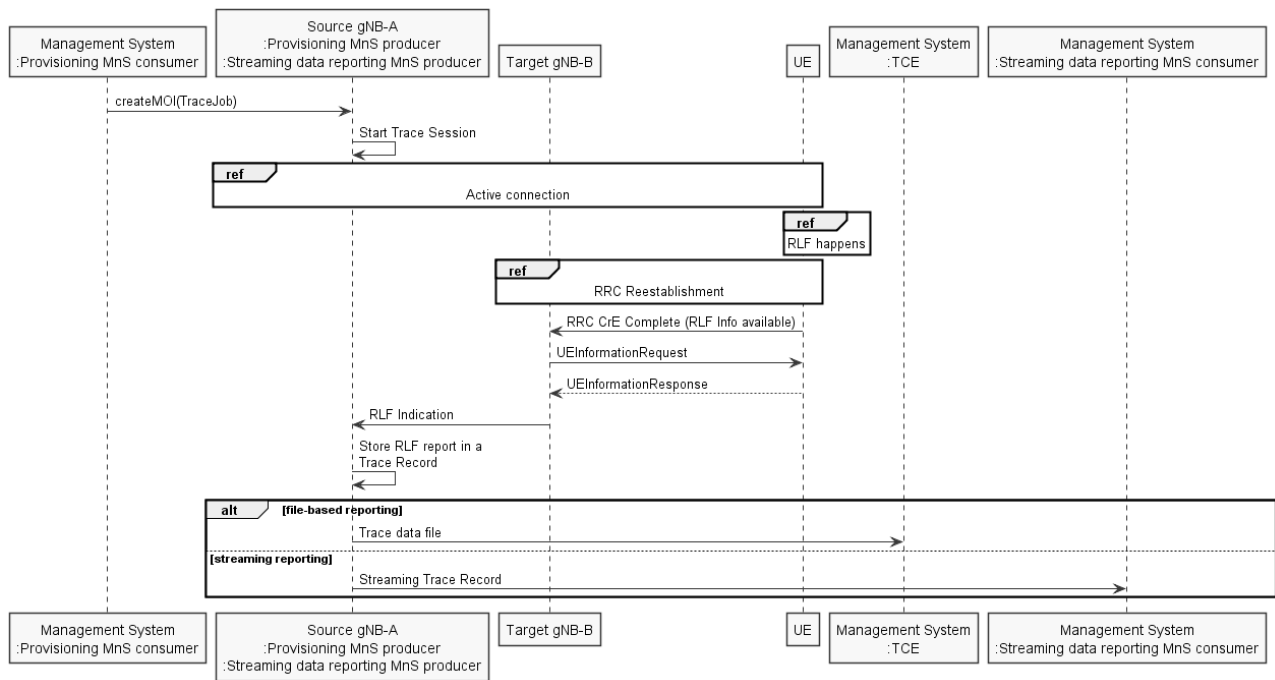 Management System
:Provisioning MnS consumer
Source gNB-A
:Provisioning MnS producer
:Streaming data reporting MnS producer
Target gNB-B
UE
Management System
:TCE
Management System
:Streaming data reporting MnS consumer
createMOI(TraceJob)
Start Trace Session
ref
Active connection
ref
RLF happens
ref
RRC Reestablishment
RRC CrE Complete (RLF Info available)
UEInformationRequest
UEInformationResponse
RLF Indication
Store RLF report in a
Trace Record
alt [file-based reporting]
Trace data file
[streaming reporting]
Streaming Trace Record
Management System
:Provisioning MnS consumer
Source gNB-A
:Provisioning MnS producer
:Streaming data reporting MnS producer
Target gNB-B
UE
Management System
:TCE
Management System
:Streaming data reporting MnS consumer